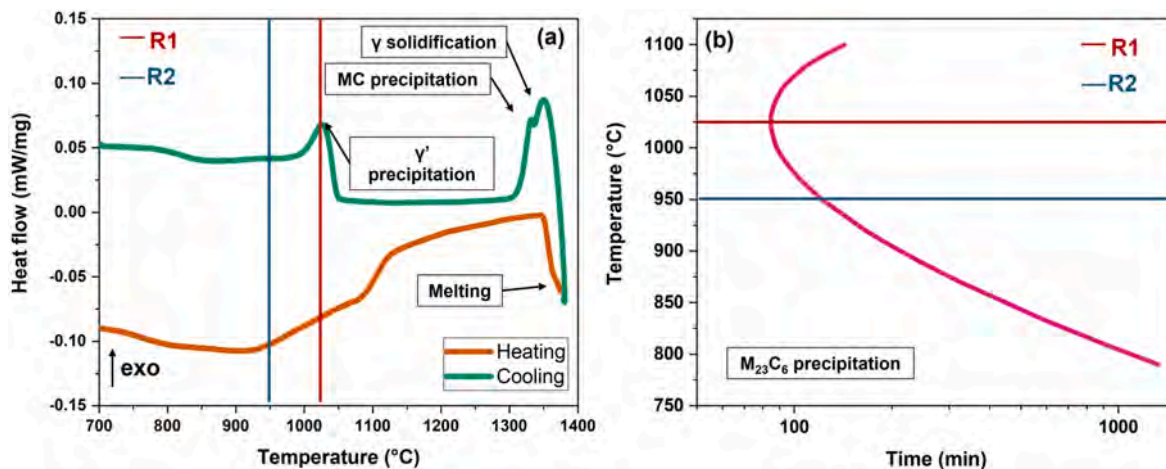 0.15
0.10
0.05
0.00
-0.05
-0.10
-0.15
Heat flow (mW/mg)
R1
R2
(a)
γ solidification
MC precipitation
γ'
precipitation
Melting
exo
Heating
Cooling
700 800 900 1000 1100 1200 1300 1400
Temperature (°C)
(b)
R1
R2
1100
1050
1000
950
900
850
800
750
Temperature (°C)
M₂₃C₆ precipitation
100 1000
Time (min)